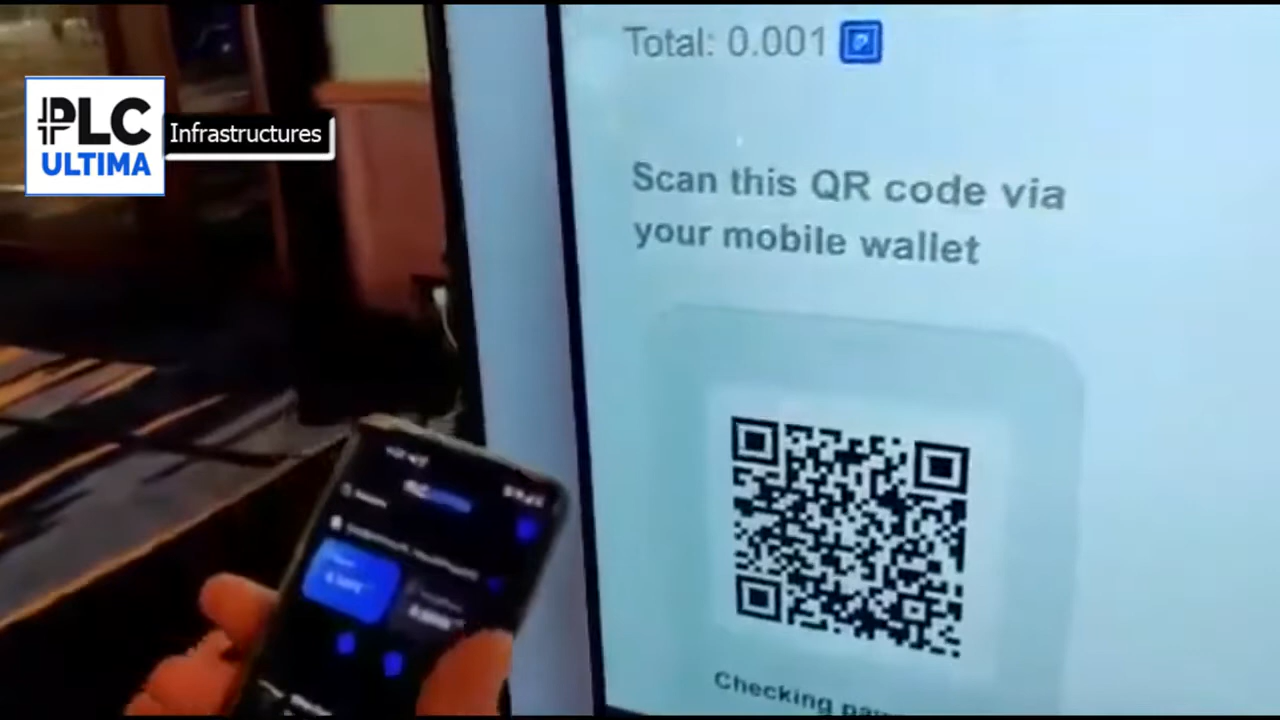 Total: 0.001
PLC
ULTIMA
Infrastructures
Scan this QR code via
your mobile wallet
Checking